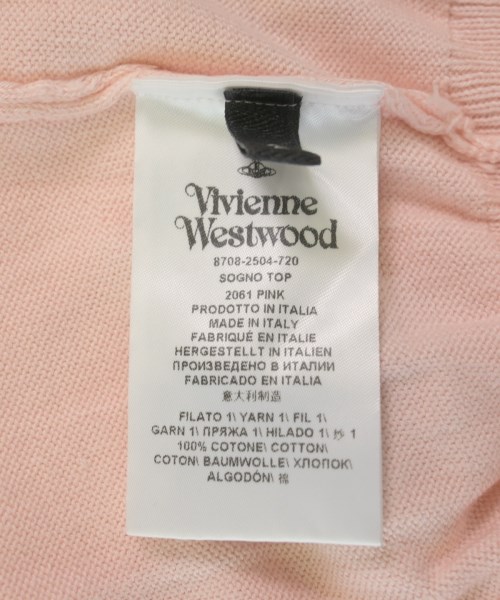 Vivienne
Westwood
8708-2504-720
SOGNO TOP
2061 PINK
PRODOTTO IN ITALIA
MADE IN ITALY
FABRIQUÉ EN ITALIE
HERGESTELLT IN ITALIEN
ПРОИЗВЕДЕНО В ИТАЛИИ
FABRICADO EN ITALIA
意大利制造
FILATO 1\ YARN 1\ FIL 1\
GARN 1\ ПРЯЖА 1\ HILADO 1\ 纱 1
100% COTONE\ COTTON\
COTON\ BAUMWOLLE\ ХЛОПОК\
ALGODÓN\ 棉